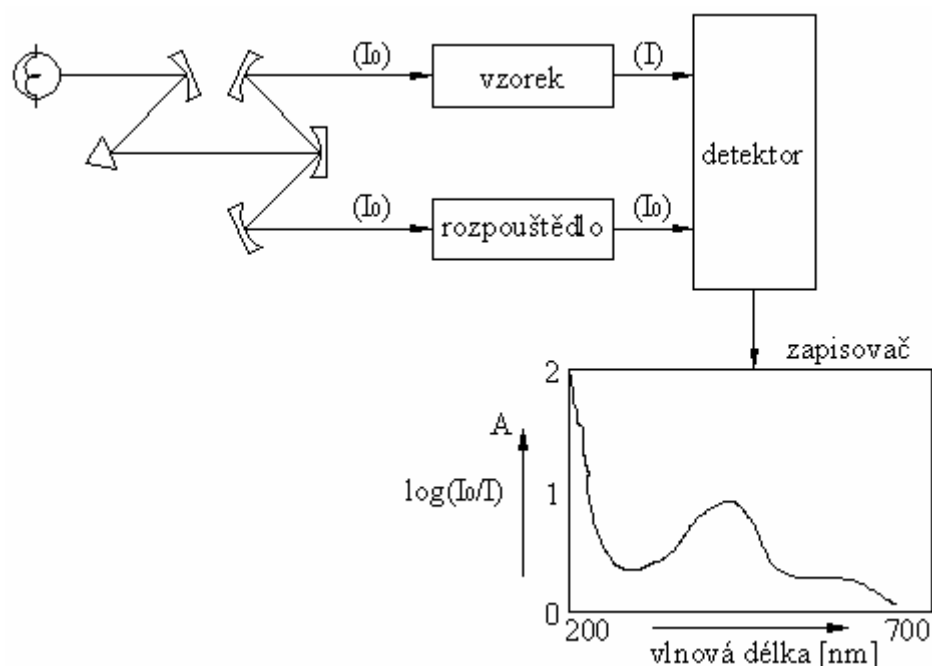 (I₀)
(I)
vzorek
detektor
(I₀)
(I₀)
rozpouštědlo
zapisovač
2
A
1
log(I₀/I)
0
200
700
vlnová délka [nm]